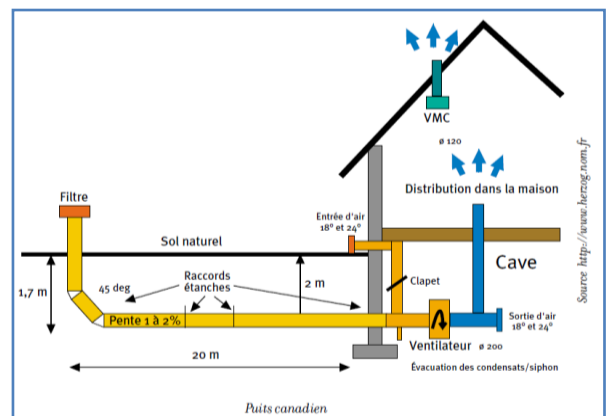 VMC
ø 120
Distribution dans la maison
Filtre
Entrée d'air
18° et 24°
Sol naturel
Cave
Source http://www.herzog.nom.fr
1,7 m
45 deg
Raccords
étanches
2 m
Clapet
Pente 1 à 2%
Sortie d'air
18° et 24°
Ventilateur ø 200
20 m
Évacuation des condensats/siphon
Puits canadien